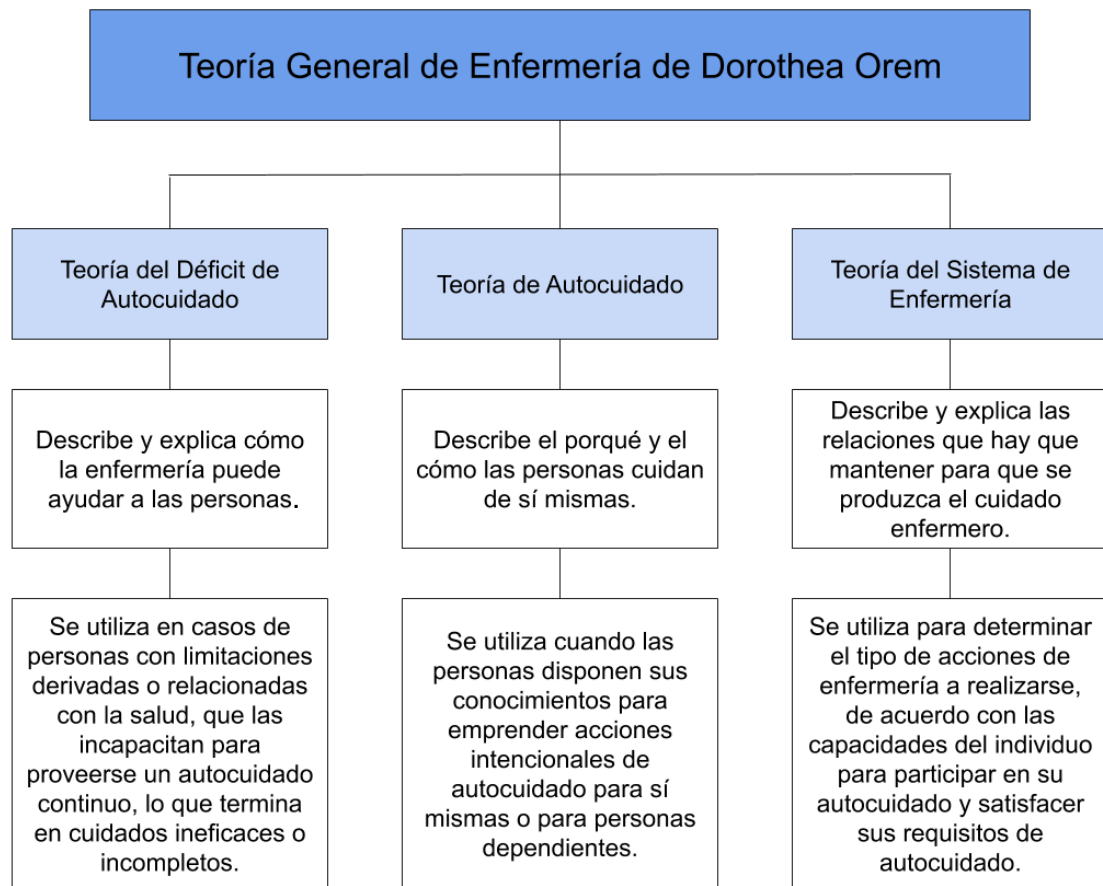 Teoría General de Enfermería de Dorothea Orem
Teoría del Déficit de
Autocuidado
Teoría de Autocuidado
Teoría del Sistema de
Enfermería
Describe y explica cómo
la enfermería puede
ayudar a las personas.
Describe el porqué y el
cómo las personas cuidan
de sí mismas.
Describe y explica las
relaciones que hay que
mantener para que se
produzca el cuidado
enfermero.
Se utiliza en casos de
personas con limitaciones
derivadas o relacionadas
con la salud, que las
incapacitan para
proveerse un autocuidado
continuo, lo que termina
en cuidados ineficaces o
incompletos.
Se utiliza cuando las
personas disponen sus
conocimientos para
emprender acciones
intencionales de
autocuidado para sí
mismas o para personas
dependientes.
Se utiliza para determinar
el tipo de acciones de
enfermería a realizarse,
de acuerdo con las
capacidades del individuo
para participar en su
autocuidado y satisfacer
sus requisitos de
autocuidado.